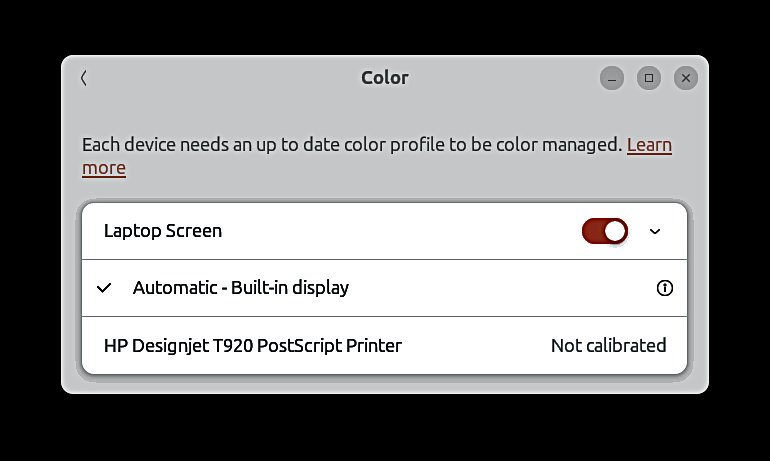 Color
Each device needs an up to date color profile to be color managed. Learn
more
Laptop Screen
Automatic - Built-in display
HP Designjet T920 PostScript Printer Not calibrated